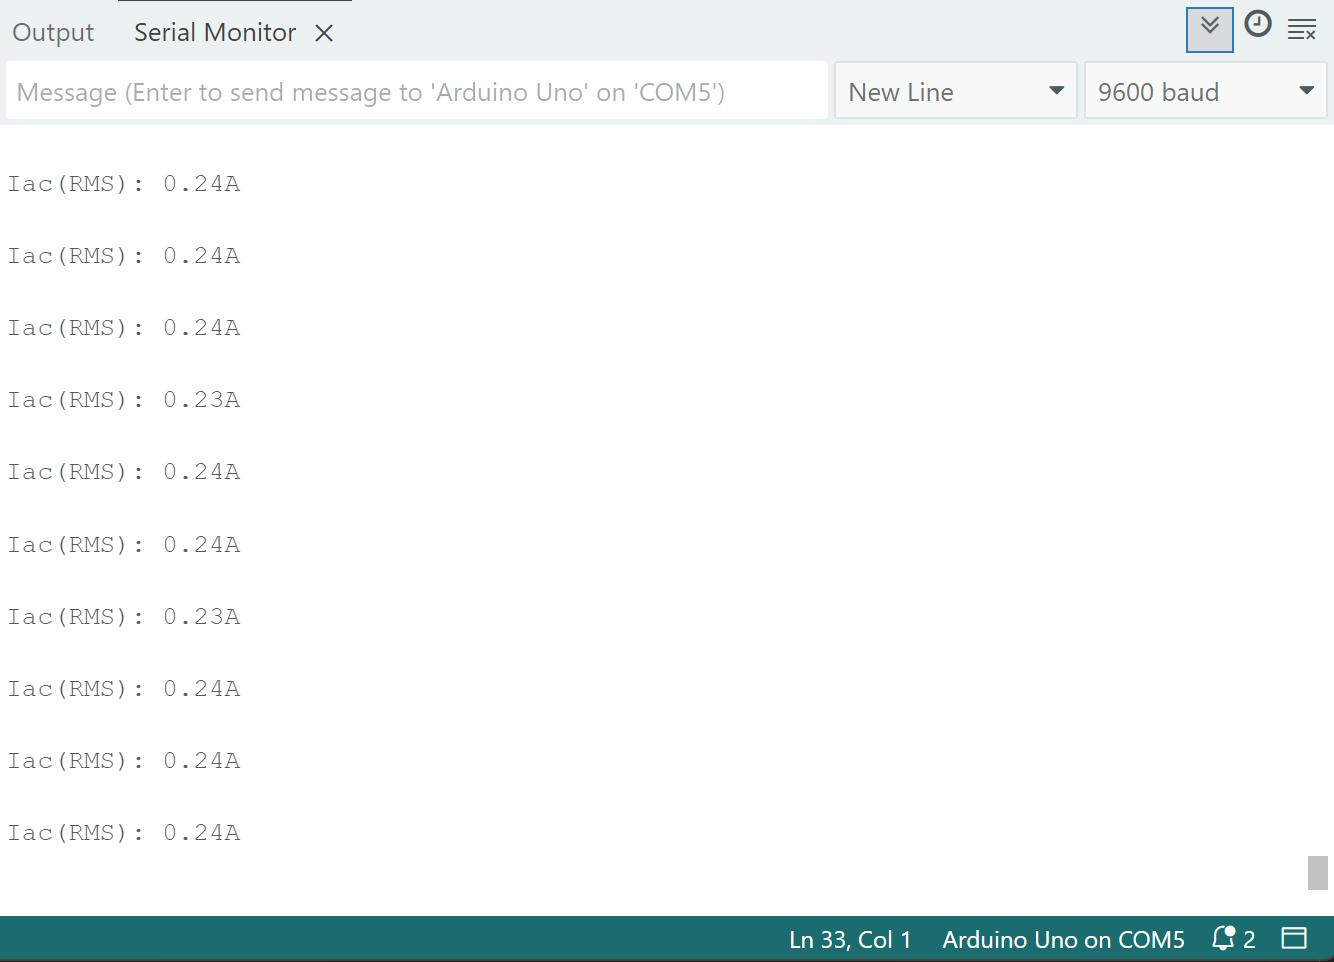 Output Serial Monitor
Message (Enter to send message to 'Arduino Uno' on 'COM5') New Line 9600 baud
Iac(RMS): 0.24A
Iac(RMS): 0.24A
Iac(RMS): 0.24A
Iac(RMS): 0.23A
Iac(RMS): 0.24A
Iac(RMS): 0.24A
Iac(RMS): 0.23A
Iac(RMS): 0.24A
Iac(RMS): 0.24A
Iac(RMS): 0.24A
Ln 33, Col 1 Arduino Uno on COM5 2